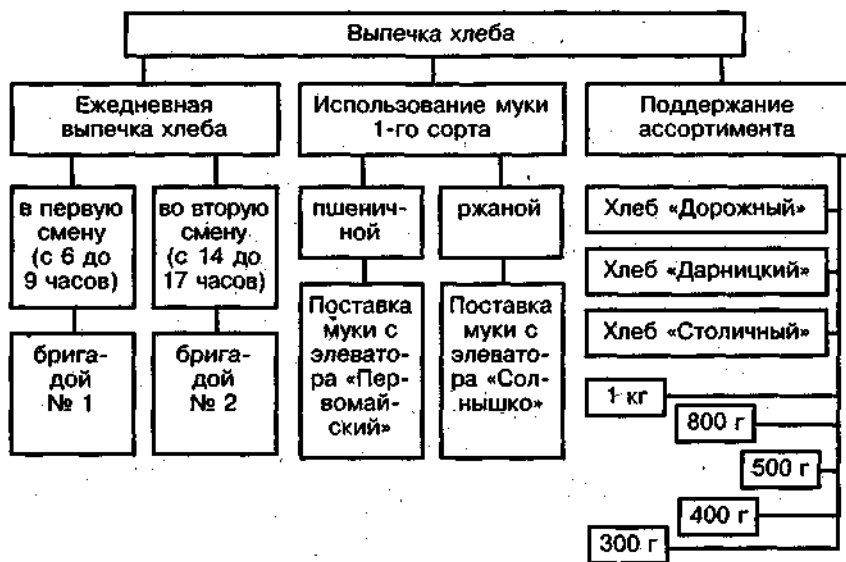 Выпечка хлеба
Ежедневная
выпечка хлеба
Использование муки
1-го сорта
Поддержание
ассортимента
в первую
смену
(с 6 до
9 часов)
во вторую
смену
(с 14 до
17 часов)
пшенич-
ной
ржаной
Хлеб «Дорожный»
Хлеб «Дарницкий»
Хлеб «Столичный»
брига-
дой
№ 1
брига-
дой
№ 2
Поставка
муки с
элевато-
ра «Пер-
вомай-
ский»
Поставка
муки с
элевато-
ра «Сол-
нышко»
1 кг
800 г
500 г
400 г
300 г